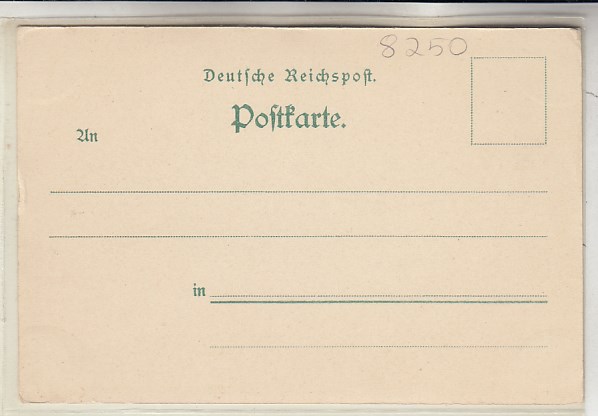 8250
Deutsche Reichspost.
Postkarte.
An
in